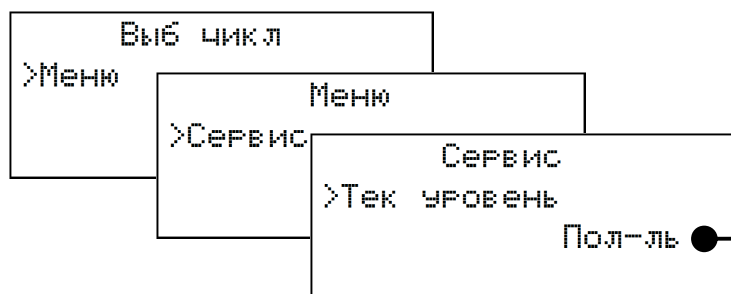 Выб цикл
>Меню
Меню
>Сервис
Сервис
>Тек уровень
Пол-ль